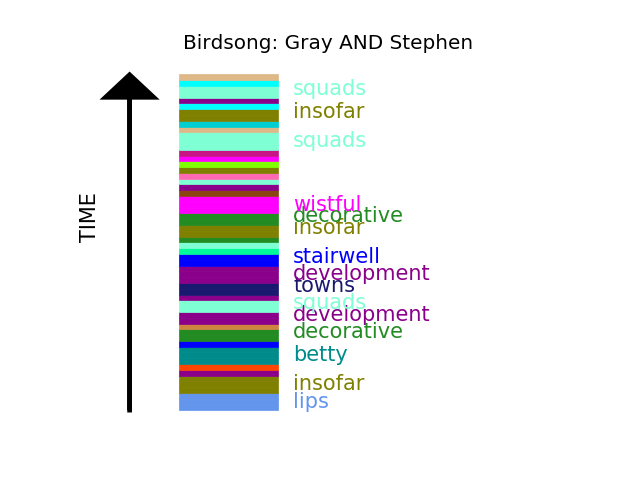 Birdsong: Gray AND Stephen
TIME
squads
insofar
squads
wistful
decorative
insofar
stairwell
development
towns
squads
development
decorative
betty
insofar
lips